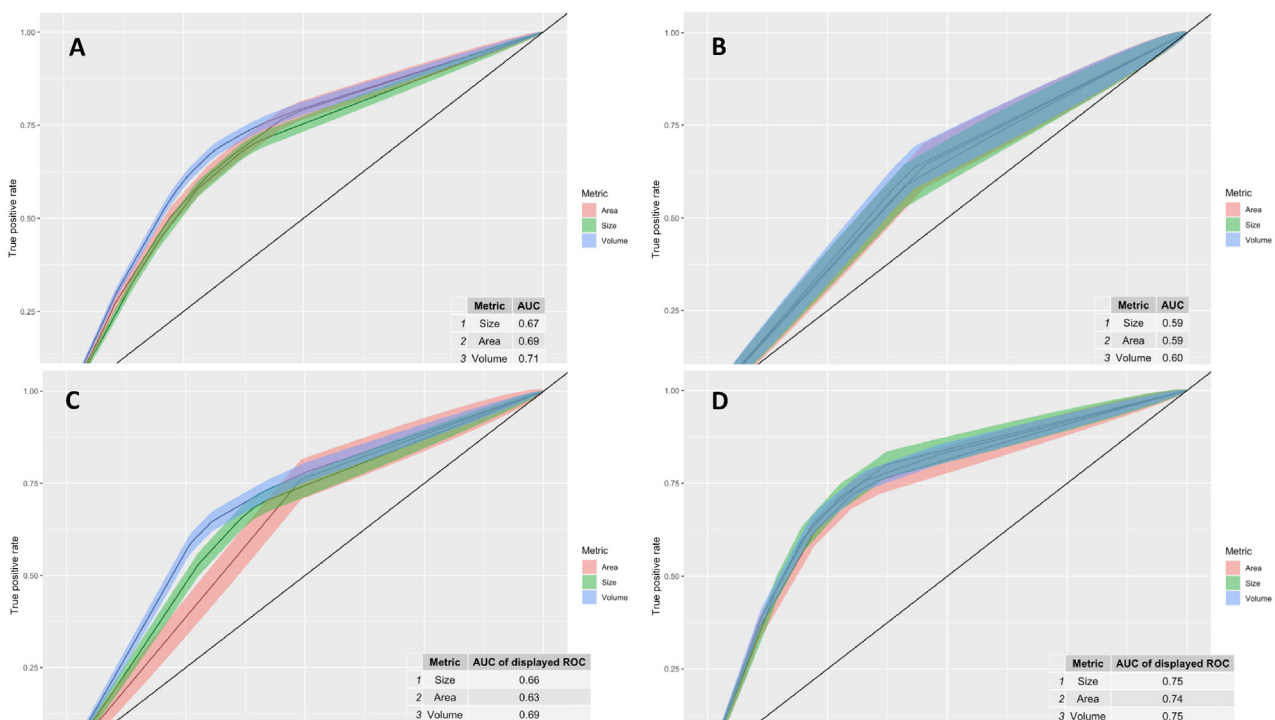 A
1.00
0.75
0.50
0.25
True positive rate
Metric
Area
Size
Volume
Metric AUC
1 Size 0.67
2 Area 0.69
3 Volume 0.71
B
1.00
0.75
0.50
0.25
True positive rate
Metric
Area
Size
Volume
Metric AUC
1 Size 0.59
2 Area 0.59
3 Volume 0.60
C
1.00
0.75
0.50
0.25
True positive rate
Metric
Area
Size
Volume
Metric AUC of displayed ROC
1 Size 0.66
2 Area 0.63
3 Volume 0.69
D
1.00
0.75
0.50
0.25
True positive rate
Metric
Area
Size
Volume
Metric AUC of displayed ROC
1 Size 0.75
2 Area 0.74
3 Volume 0.75